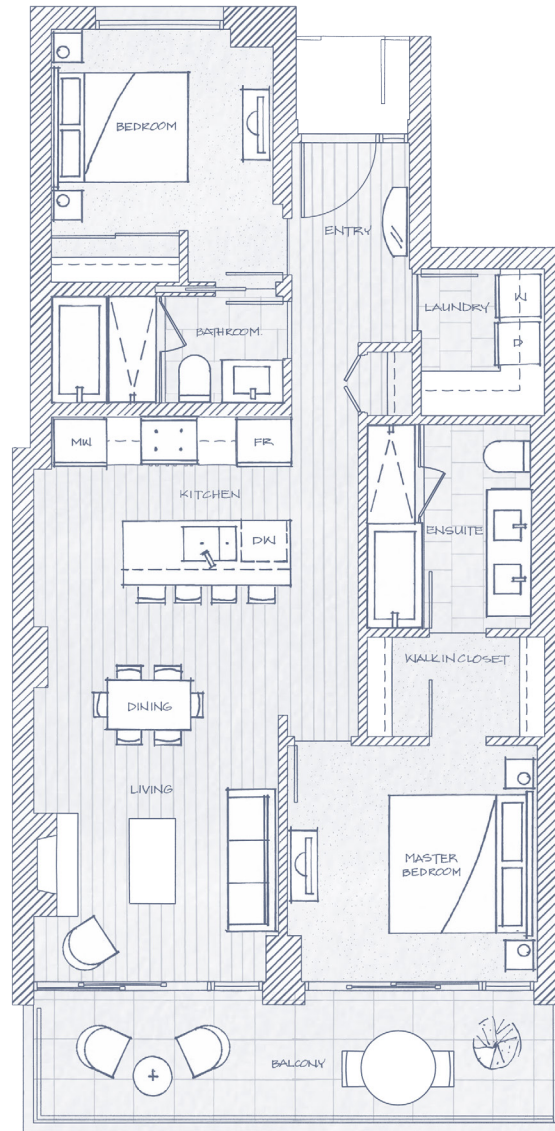 BEDROOM
ENTRY
LAUNDRY
W
BATHROOM
D
MW
FR
KITCHEN
ENSUITE
DW
WALK IN CLOSET
DINING
LIVING
MASTER
BEDROOM
BALCONY